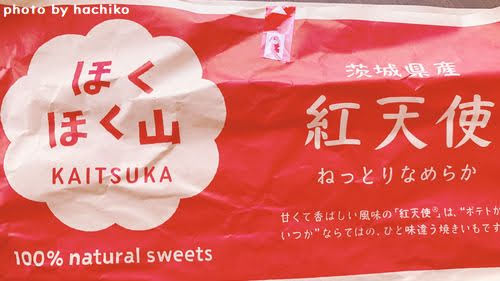 photo by hachiko
ほく
ほく山
KAITSUKA
100% natural sweets
茨城県産
紅天使
ねっとりなめらか
甘くて香ばしい風味の「紅天使®」は、“ポテトか
いつか”ならではの、ひと味違う焼きいもです